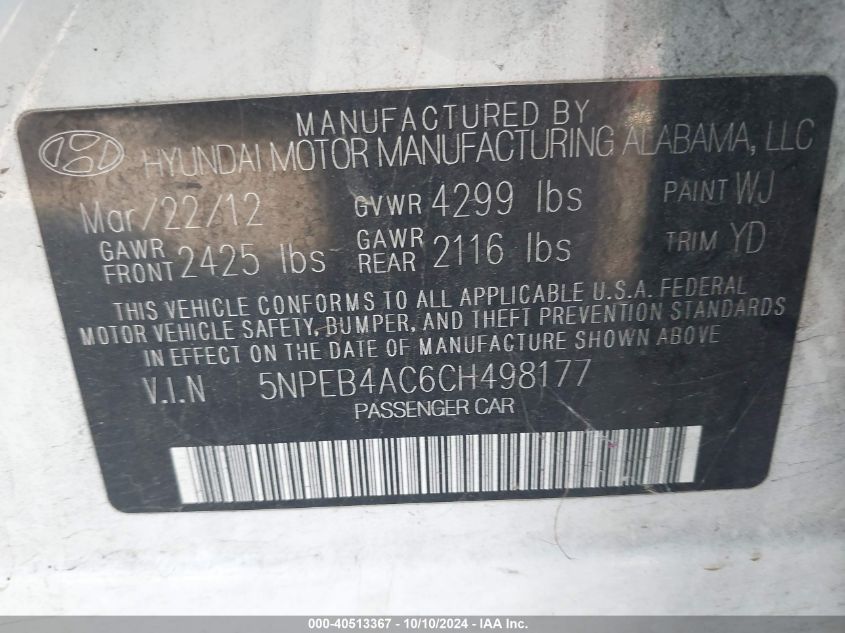 MANUFACTURED BY
HYUNDAI MOTOR MANUFACTURING ALABAMA, LLC
Mar/22/12 GVWR 4299 lbs PAINT WJ
GAWR FRONT 2425 lbs GAWR REAR 2116 lbs TRIM YD
THIS VEHICLE CONFORMS TO ALL APPLICABLE U.S.A. FEDERAL
MOTOR VEHICLE SAFETY, BUMPER, AND THEFT PREVENTION STANDARDS
IN EFFECT ON THE DATE OF MANUFACTURE SHOWN ABOVE
V.I.N 5NPEB4AC6CH498177
PASSENGER CAR
000-40513367 - 10/10/2024 - IAA Inc.